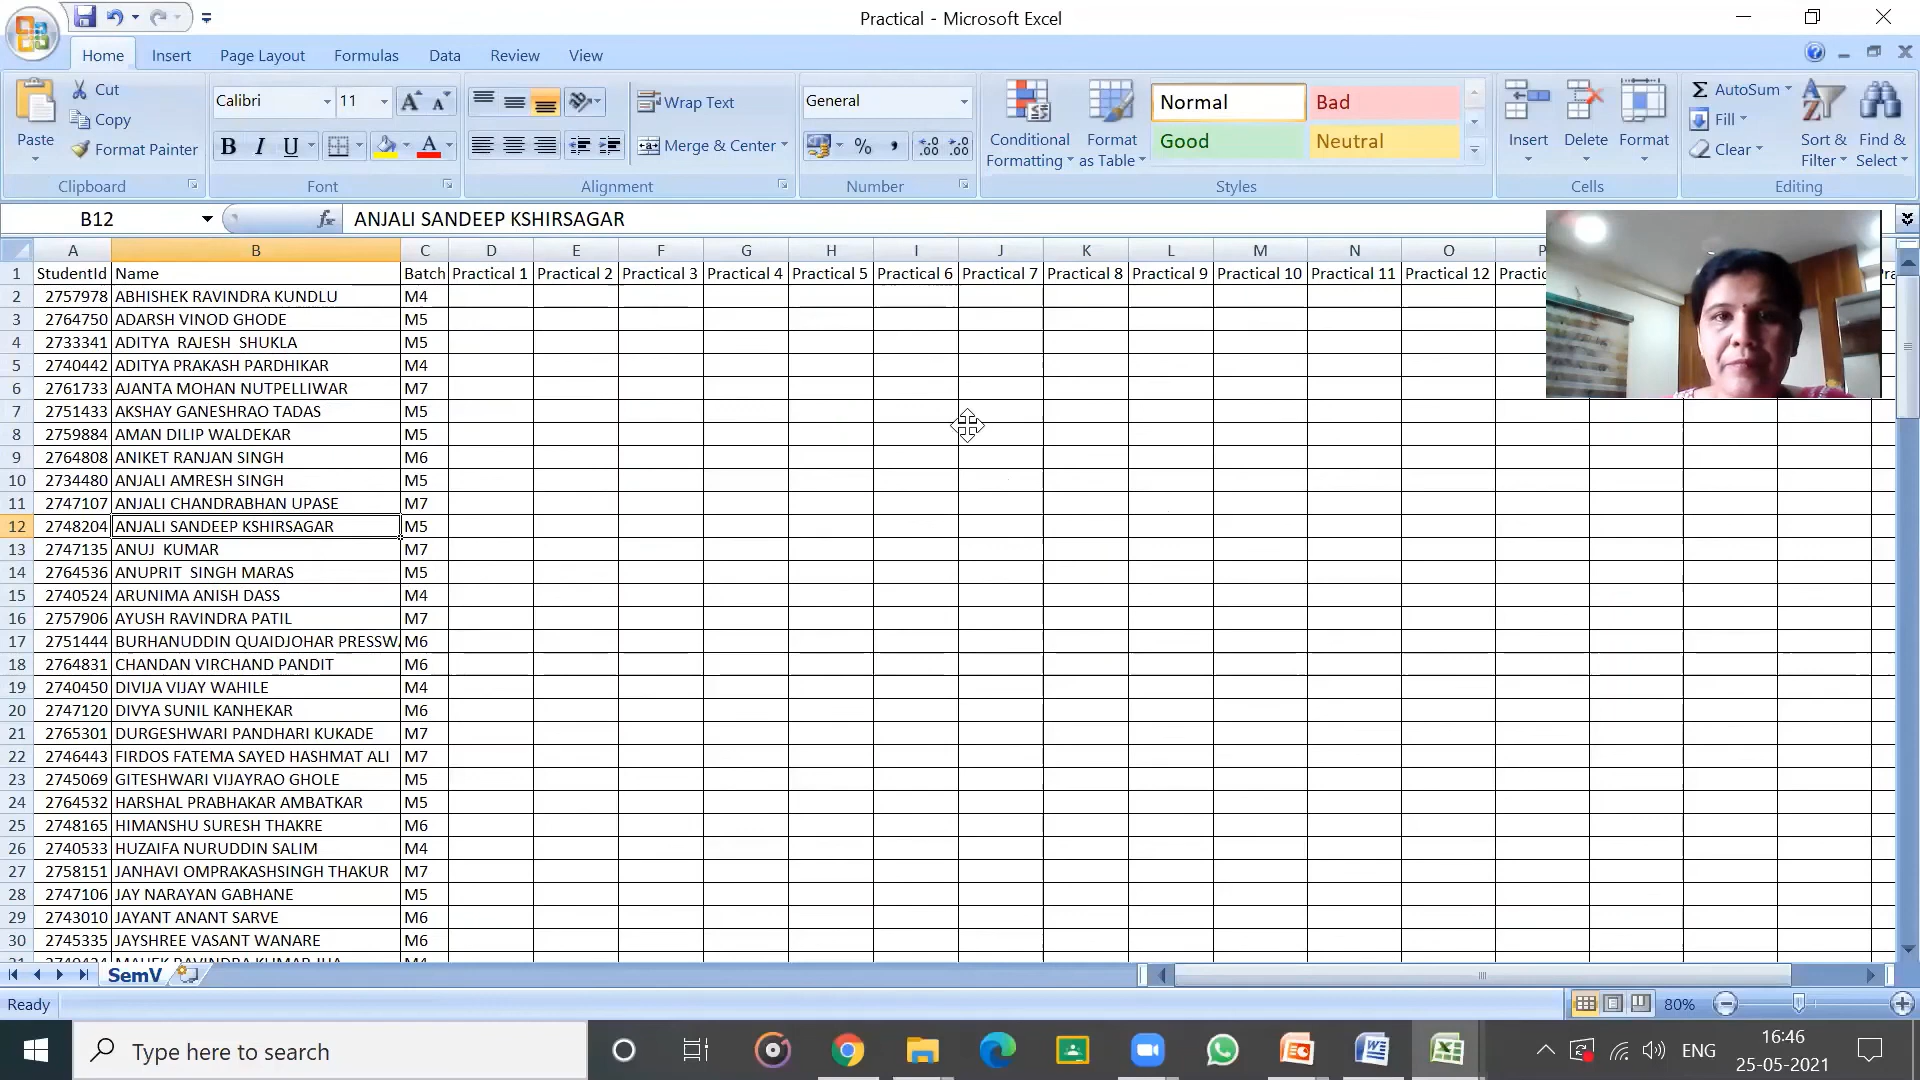 Practical - Microsoft Excel
Home Insert Page Layout Formulas Data Review View
Cut
Calibri 11 Wrap Text General Normal Bad AutoSum
Copy
Fill
Paste Format Painter B I U Merge & Center % , Conditional Formatting Format as Table Good Neutral Insert Delete Format Clear Sort & Filter Find & Select
Clipboard Font Alignment Number Styles Cells Editing
B12 fx ANJALI SANDEEP KSHIRSAGAR
A B C D E F G H I J K L M N O P
1 StudentId Name Batch Practical 1 Practical 2 Practical 3 Practical 4 Practical 5 Practical 6 Practical 7 Practical 8 Practical 9 Practical 10 Practical 11 Practical 12
2 2757978 ABHISHEK RAVINDRA KUNDLU M4
3 2764750 ADARSH VINOD GHODE M5
4 2733341 ADITYA RAJESH SHUKLA M5
5 2740442 ADITYA PRAKASH PARDHIKAR M4
6 2761733 AJANTA MOHAN NUTPELLIWAR M7
7 2751433 AKSHAY GANESHRAO TADAS M5
8 2759884 AMAN DILIP WALDEKAR M5
9 2764808 ANIKET RANJAN SINGH M6
10 2734480 ANJALI AMRESH SINGH M5
11 2747107 ANJALI CHANDRABHAN UPASE M7
12 2748204 ANJALI SANDEEP KSHIRSAGAR M5
13 2747135 ANUJ KUMAR M7
14 2764536 ANUPRIT SINGH MARAS M5
15 2740524 ARUNIMA ANISH DASS M4
16 2757906 AYUSH RAVINDRA PATIL M7
17 2751444 BURHANUDDIN QUAIDJOHAR PRESSWA M6
18 2764831 CHANDAN VIRCHAND PANDIT M6
19 2740450 DIVIJA VIJAY WAHILE M4
20 2747120 DIVYA SUNIL KANHEKAR M6
21 2765301 DURGESHWARI PANDHARI KUKADE M7
22 2746443 FIRDOS FATEMA SAYED HASHMAT ALI M7
23 2745069 GITESHWARI VIJAYRAO GHOLE M5
24 2764532 HARSHAL PRABHAKAR AMBATKAR M5
25 2748165 HIMANSHU SURESH THAKRE M6
26 2740533 HUZAIFA NURUDDIN SALIM M4
27 2758151 JANHAVI OMPRAKASHSINGH THAKUR M7
28 2747106 JAY NARAYAN GABHANE M5
29 2743010 JAYANT ANANT SARVE M6
30 2745335 JAYSHREE VASANT WANARE M6
SemV
Ready 80%
Type here to search ENG 16:46
25-05-2021